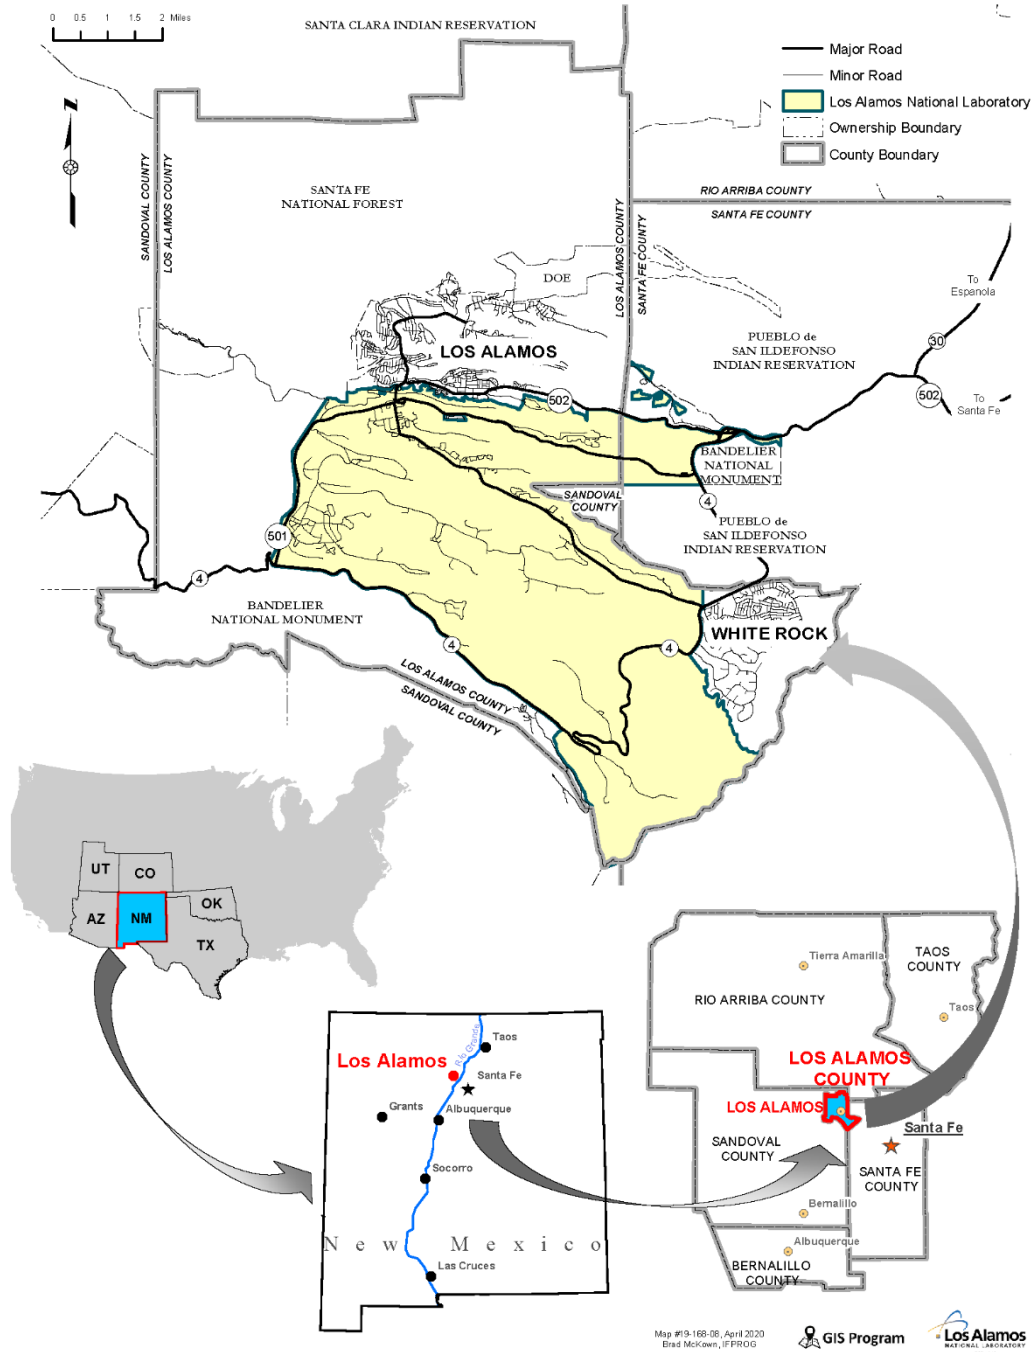 0 0.5 1 1.5 2 Miles
SANTA CLARA INDIAN RESERVATION
Major Road
Minor Road
Los Alamos National Laboratory
Ownership Boundary
County Boundary
Z
SANDOVAL COUNTY
LOS ALAMOS COUNTY
SANTA FE
NATIONAL FOREST
RIO ARRIBA COUNTY
SANTA FE COUNTY
LOS ALAMOS COUNTY
SANTA FE COUNTY
DOE
To
Espanola
PUEBLO de
SAN ILDEFONSO
INDIAN RESERVATION
30
LOS ALAMOS
502
502
To
Santa Fe
BANDELIER
NATIONAL
MONUMENT
SANDOVAL
COUNTY
4
PUEBLO de
SAN ILDEFONSO
INDIAN RESERVATION
501
4
BANDELIER
NATIONAL MONUMENT
WHITE ROCK
4
4
LOS ALAMOS COUNTY
SANDOVAL COUNTY
UT
CO
AZ
NM
OK
TX
Los Alamos
Rio Grande
Taos
Santa Fe
Grants
Albuquerque
Socorro
New Mexico
Las Cruces
Tierra Amarilla
TAOS
COUNTY
RIO ARRIBA COUNTY
Taos
LOS ALAMOS
COUNTY
LOS ALAMOS
Santa Fe
SANDOVAL
COUNTY
SANTA FE
COUNTY
Bernalillo
Albuquerque
BERNALILLO
COUNTY
Map #19-168-08, April 2020
Brad McKown, IFPROG
GIS Program
Los Alamos
NATIONAL LABORATORY